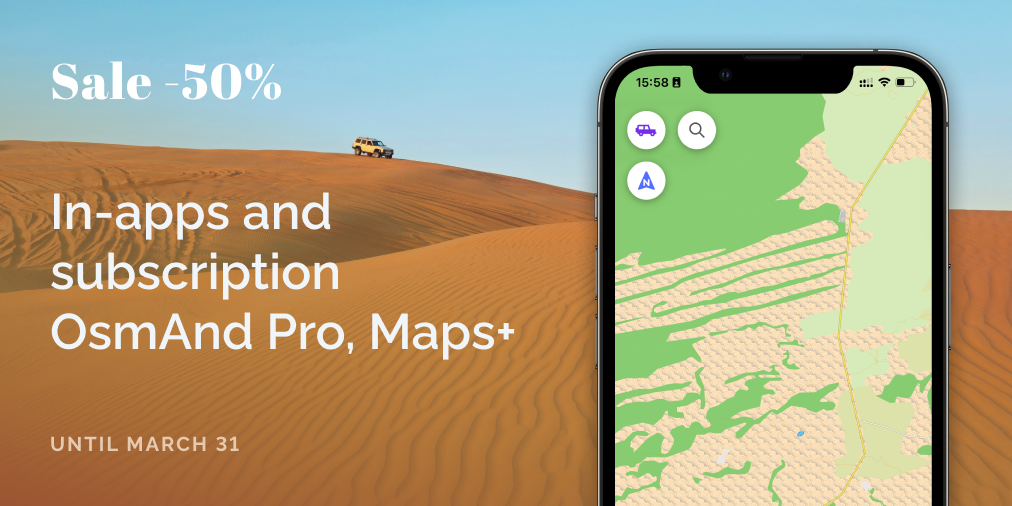 Sale -50%
In-apps and
subscription
OsmAnd Pro, Maps+
UNTIL MARCH 31
15:58
N